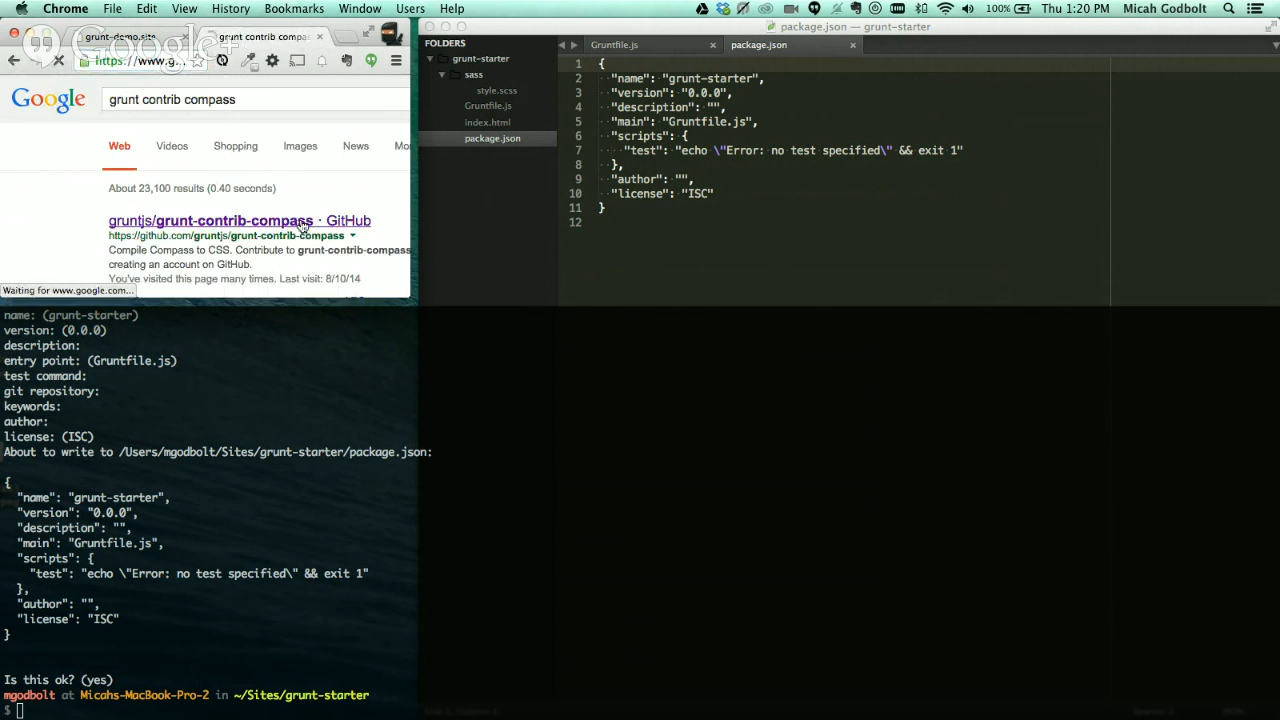 Chrome File Edit View History Bookmarks Window Users Help
100% Thu 1:20 PM Micah Godbolt
grunt-demo.site
grunt contrib compa
Google+
https://www.g
Google
grunt contrib compass
Web Videos Shopping Images News Mo
About 23,100 results (0.40 seconds)
gruntjs/grunt-contrib-compass · GitHub
https://github.com/gruntjs/grunt-contrib-compass
Compile Compass to CSS. Contribute to grunt-contrib-compass
creating an account on GitHub.
You've visited this page many times. Last visit: 8/10/14
Waiting for www.google.com...
name: (grunt-starter)
version: (0.0.0)
description:
entry point: (Gruntfile.js)
test command:
git repository:
keywords:
author:
license: (ISC)
About to write to /Users/mgodbolt/Sites/grunt-starter/package.json:
{
"name": "grunt-starter",
"version": "0.0.0",
"description": "",
"main": "Gruntfile.js",
"scripts": {
"test": "echo \"Error: no test specified\" && exit 1"
},
"author": "",
"license": "ISC"
}
Is this ok? (yes)
mgodbolt at Micahs-MacBook-Pro-2 in ~/Sites/grunt-starter
$
package.json — grunt-starter
FOLDERS
grunt-starter
sass
style.scss
Gruntfile.js
index.html
package.json
Gruntfile.js × package.json ×
1 {
2 "name": "grunt-starter",
3 "version": "0.0.0",
4 "description": "",
5 "main": "Gruntfile.js",
6 "scripts": {
7 "test": "echo \"Error: no test specified\" && exit 1"
8 },
9 "author": "",
10 "license": "ISC"
11 }
12